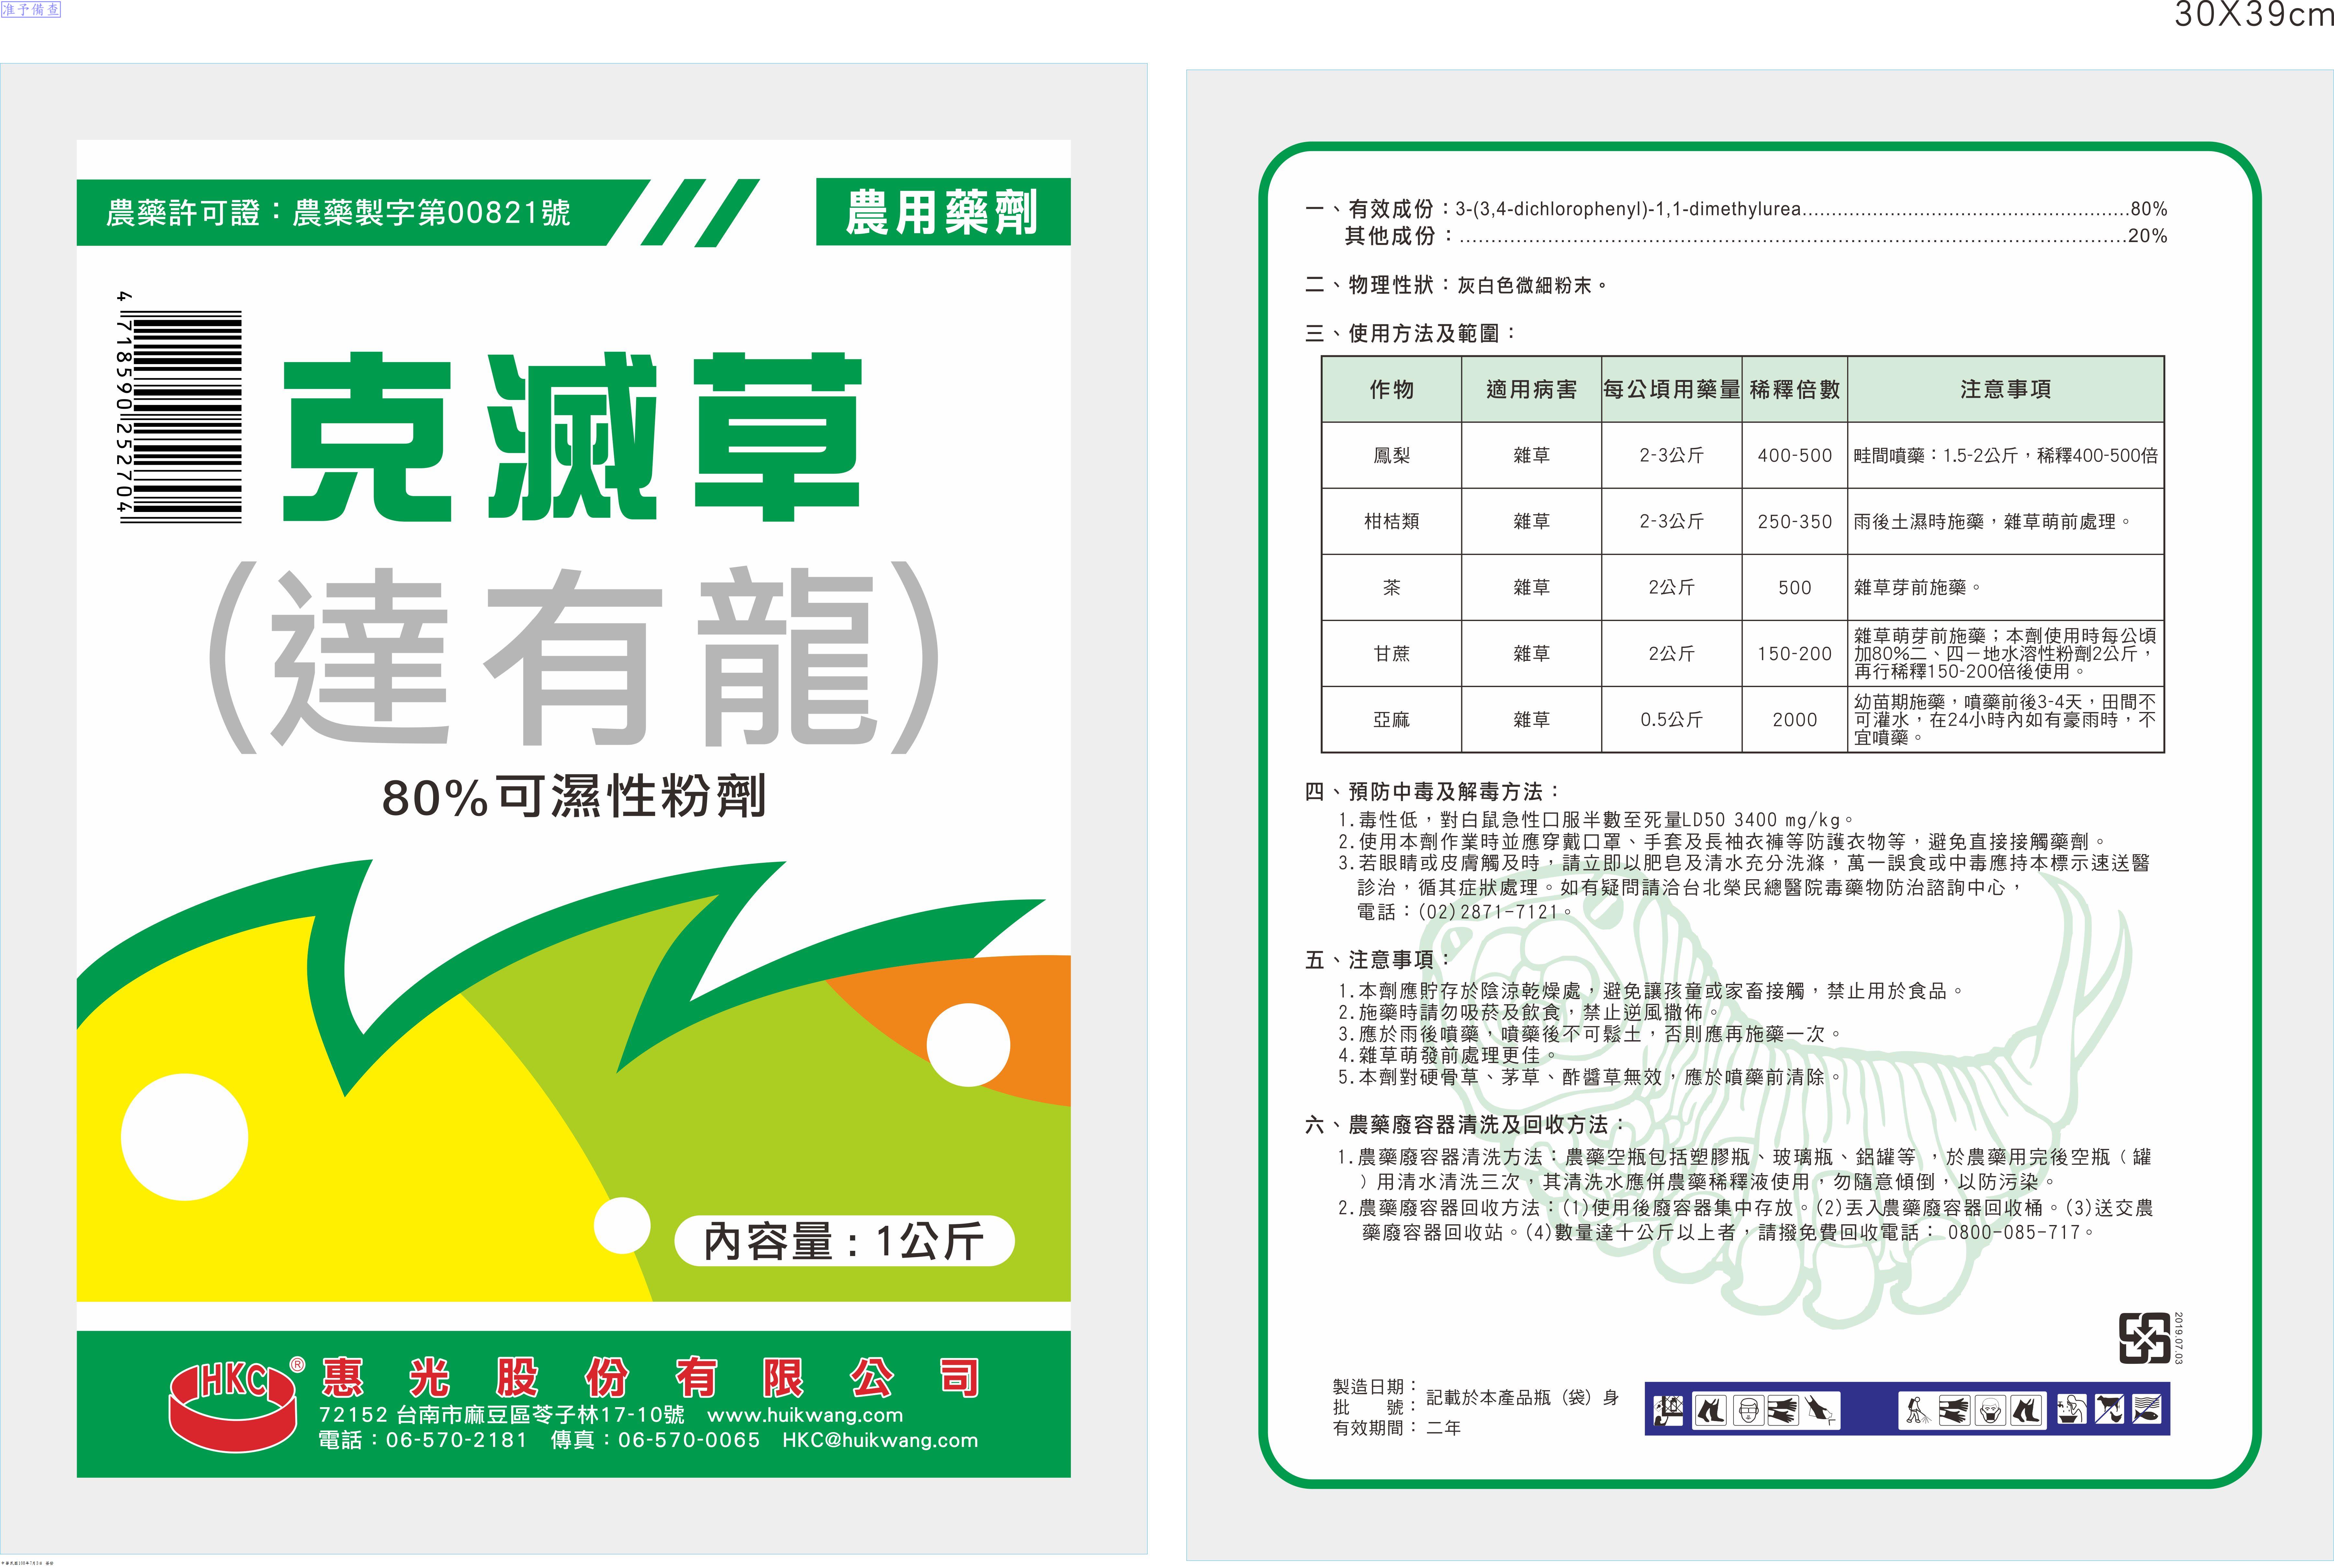 准予備查
30X39cm
農藥許可證：農藥製字第00821號
農用藥劑
4 718590 252704
克滅草
(達有龍)
80%可濕性粉劑
內容量：1公斤
HKC®
惠光股份有限公司
72152 台南市麻豆區苓子林17-10號 www.huikwang.com
電話：06-570-2181 傳真：06-570-0065 HKC@huikwang.com
一、有效成份：3-(3,4-dichlorophenyl)-1,1-dimethylurea........................................................80%
其他成份：..........................................................................................................20%
二、物理性狀：灰白色微細粉末。
三、使用方法及範圍：
作物 適用病害 每公頃用藥量 稀釋倍數 注意事項
鳳梨 雜草 2-3公斤 400-500 畦間噴藥：1.5-2公斤，稀釋400-500倍
柑桔類 雜草 2-3公斤 250-350 雨後土濕時施藥，雜草萌前處理。
茶 雜草 2公斤 500 雜草芽前施藥。
甘蔗 雜草 2公斤 150-200 雜草萌芽前施藥；本劑使用時每公頃
加80%二、四－地水溶性粉劑2公斤，
再行稀釋150-200倍後使用。
亞麻 雜草 0.5公斤 2000 幼苗期施藥，噴藥前後3-4天，田間不
可灌水，在24小時內如有豪雨時，不
宜噴藥。
四、預防中毒及解毒方法：
1.毒性低，對白鼠急性口服半數至死量LD50 3400 mg/kg。
2.使用本劑作業時並應穿戴口罩、手套及長袖衣褲等防護衣物等，避免直接接觸藥劑。
3.若眼睛或皮膚觸及時，請立即以肥皂及清水充分洗滌，萬一誤食或中毒應持本標示速送醫
診治，循其症狀處理。如有疑問請洽台北榮民總醫院毒藥物防治諮詢中心，
電話：(02)2871-7121。
五、注意事項：
1.本劑應貯存於陰涼乾燥處，避免讓孩童或家畜接觸，禁止用於食品。
2.施藥時請勿吸菸及飲食，禁止逆風撒佈。
3.應於雨後噴藥，噴藥後不可鬆土，否則應再施藥一次。
4.雜草萌發前處理更佳。
5.本劑對硬骨草、茅草、酢醬草無效，應於噴藥前清除。
六、農藥廢容器清洗及回收方法：
1.農藥廢容器清洗方法：農藥空瓶包括塑膠瓶、玻璃瓶、鋁罐等 ，於農藥用完後空瓶（罐
）用清水清洗三次，其清洗水應併農藥稀釋液使用，勿隨意傾倒，以防污染。
2.農藥廢容器回收方法：(1)使用後廢容器集中存放。(2)丟入農藥廢容器回收桶。(3)送交農
藥廢容器回收站。(4)數量達十公斤以上者，請撥免費回收電話： 0800-085-717。
2019.07.03
製造日期：
批 號：
記載於本產品瓶（袋）身
有效期間：二年